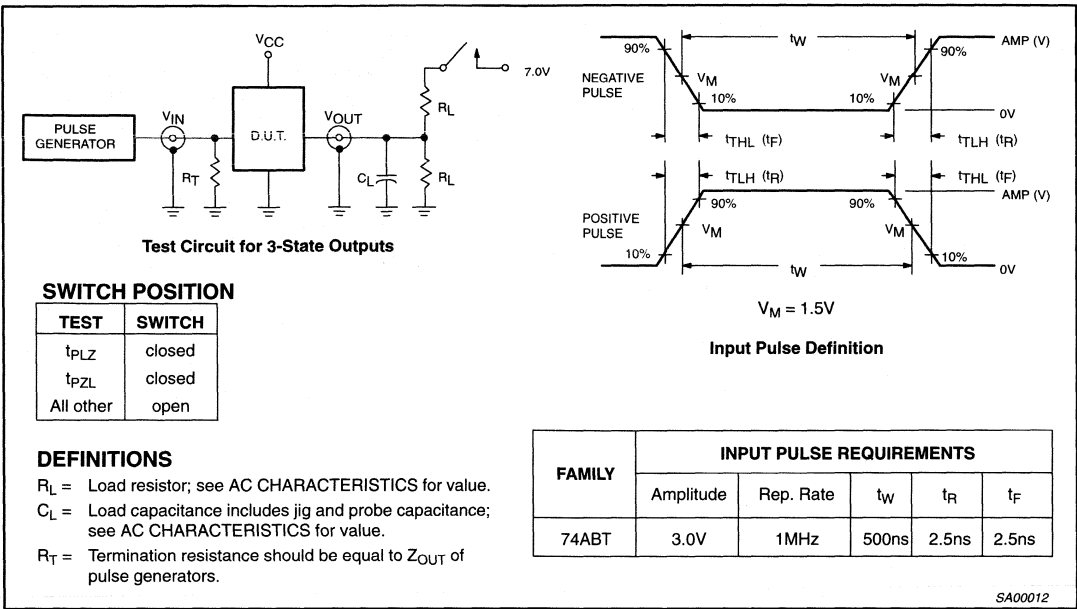 VCC
7.0V
RL
VIN
VOUT
PULSE
GENERATOR
D.U.T.
RT
CL
RL
Test Circuit for 3-State Outputs
90%
tW
90%
AMP (V)
NEGATIVE
PULSE
VM
VM
10%
10%
0V
tTHL (tF)
tTLH (tR)
tTLH (tR)
tTHL (tF)
AMP (V)
90%
90%
POSITIVE
PULSE
VM
VM
10%
10%
tW
0V
VM = 1.5V
Input Pulse Definition
SWITCH POSITION
TEST SWITCH
tPLZ closed
tPZL closed
All other open
DEFINITIONS
RL = Load resistor; see AC CHARACTERISTICS for value.
CL = Load capacitance includes jig and probe capacitance;
see AC CHARACTERISTICS for value.
RT = Termination resistance should be equal to ZOUT of
pulse generators.
FAMILY
INPUT PULSE REQUIREMENTS
Amplitude Rep. Rate tW tR tF
74ABT 3.0V 1MHz 500ns 2.5ns 2.5ns
SA00012